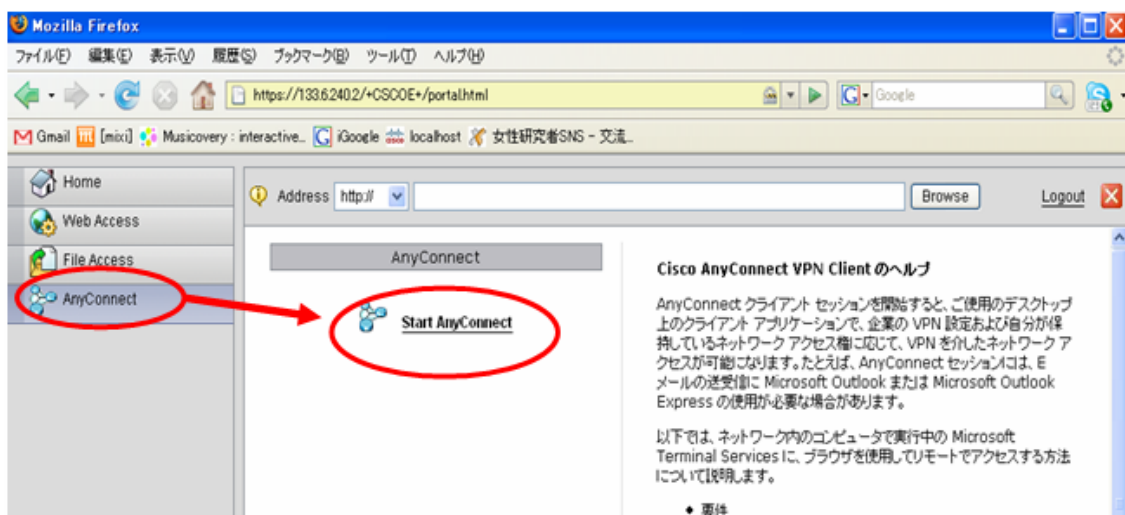 Mozilla Firefox
ファイル(F) 編集(E) 表示(V) 履歴(S) ブックマーク(B) ツール(T) ヘルプ(H)
https://133.6.240.2/+CSCOE+/portal.html
Google
Gmail [mixi] Musicovery : interactive... iGoogle localhost 女性研究者SNS - 交流...
Home
Web Access
File Access
AnyConnect
Address http:// Browse Logout
AnyConnect
Start AnyConnect
Cisco AnyConnect VPN Client のヘルプ
AnyConnect クライアント セッションを開始すると、ご使用のデスクトップ
上のクライアント アプリケーションで、企業の VPN 設定および自分が保
持しているネットワーク アクセス権に応じて、VPN を介したネットワーク ア
クセスが可能になります。たとえば、AnyConnect セッションには、E
メールの送受信に Microsoft Outlook または Microsoft Outlook
Express の使用が必要な場合があります。
以下では、ネットワーク内のコンピュータで実行中の Microsoft
Terminal Services に、ブラウザを使用してリモートでアクセスする方法
について説明します。
◆ 要件